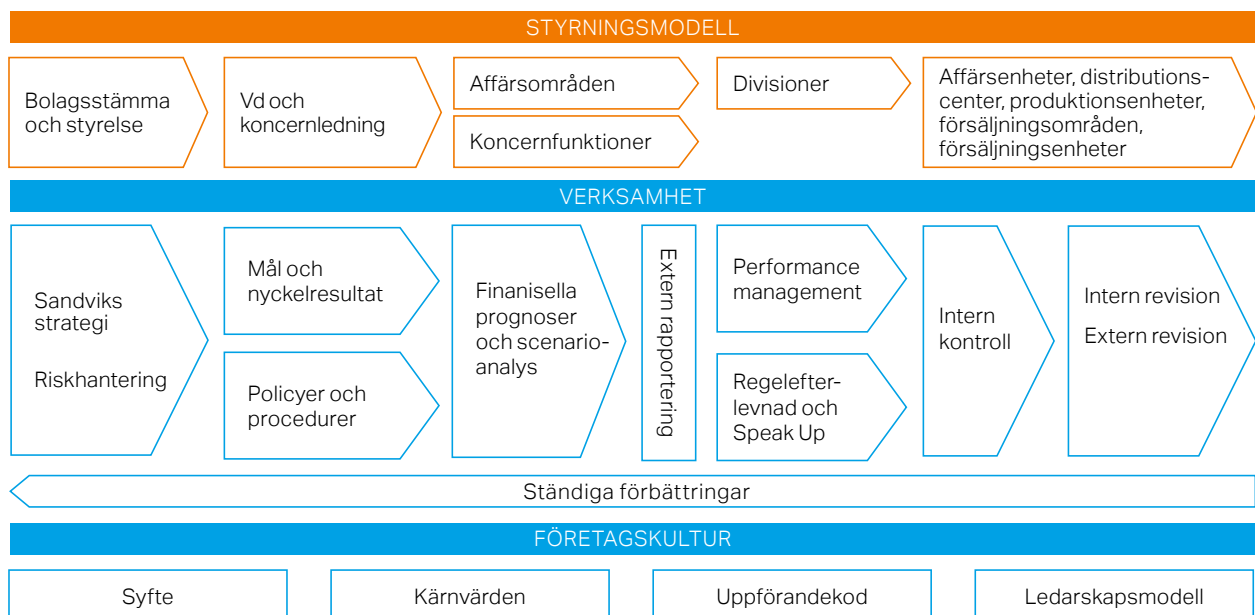 STYRNINGSMODELL
Bolagsstämma
och styrelse
Vd och
koncernledning
Affärsområden
Koncernfunktioner
Divisioner
Affärsenheter, distributions-
center, produktionsenheter,
försäljningsområden,
försäljningsenheter
VERKSAMHET
Sandviks
strategi
Riskhantering
Mål och
nyckelresultat
Policyer och
procedurer
Finanisella
prognoser
och scenario-
analys
Extern rapportering
Performance
management
Regelefter-
levnad och
Speak Up
Intern
kontroll
Intern revision
Extern revision
Ständiga förbättringar
FÖRETAGSKULTUR
Syfte
Kärnvärden
Uppförandekod
Ledarskapsmodell